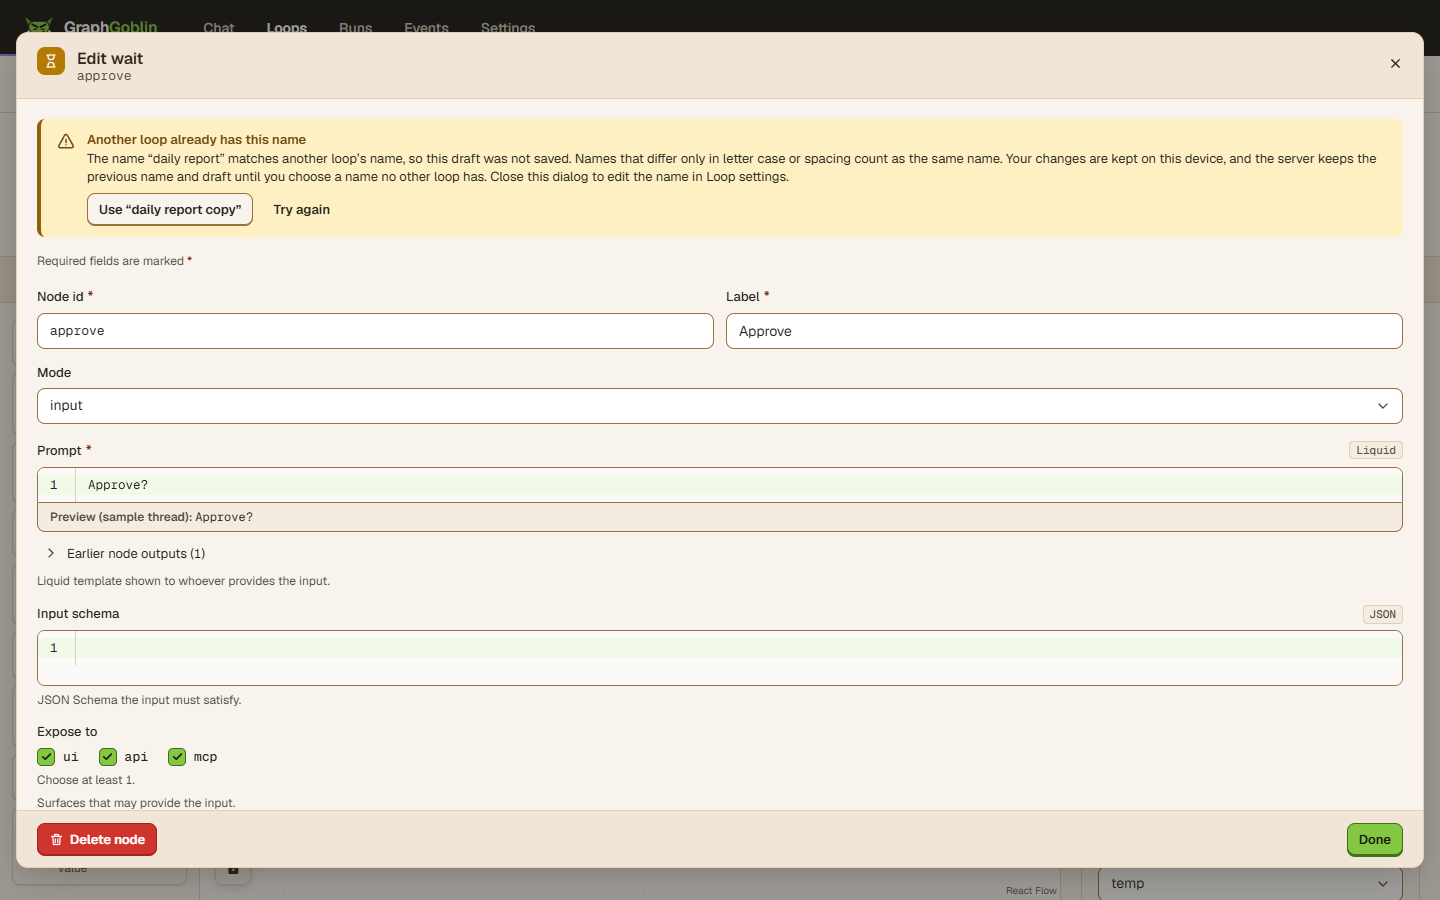 GraphGoblin Chat Loops Runs Events Settings
Edit wait
approve
Another loop already has this name
The name “daily report” matches another loop’s name, so this draft was not saved. Names that differ only in letter case or spacing count as the same name. Your changes are kept on this device, and the server keeps the
previous name and draft until you choose a name no other loop has. Close this dialog to edit the name in Loop settings.
Use “daily report copy” Try again
Required fields are marked *
Node id * Label *
approve Approve
Mode
input
Prompt * Liquid
1 Approve?
Preview (sample thread): Approve?
Earlier node outputs (1)
Liquid template shown to whoever provides the input.
Input schema JSON
1
JSON Schema the input must satisfy.
Expose to
ui api mcp
Choose at least 1.
Surfaces that may provide the input.
Delete node Done
value
temp
React Flow